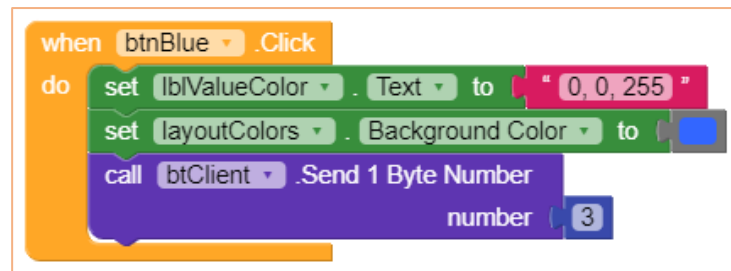 when btnBlue .Click
do set lblValueColor . Text to " 0, 0, 255 "
set layoutColors . Background Color to
call btClient .Send 1 Byte Number
number 3